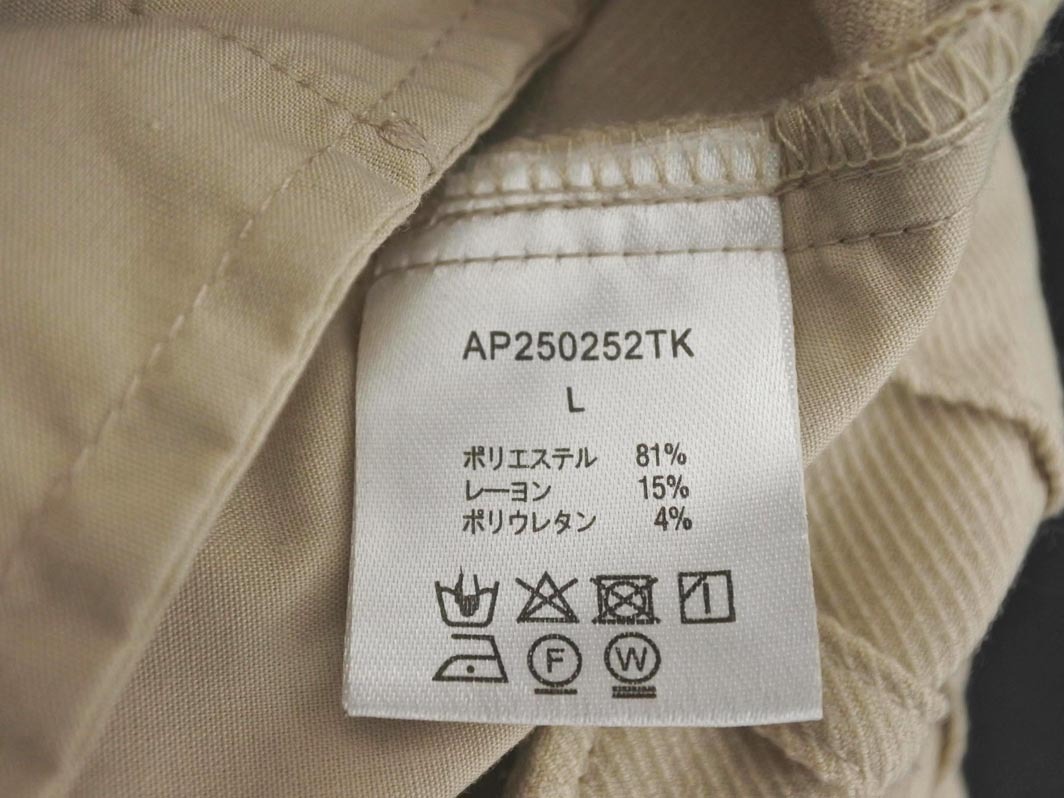 AP250252TK
L
ポリエステル 81%
レーヨン 15%
ポリウレタン 4%
F W